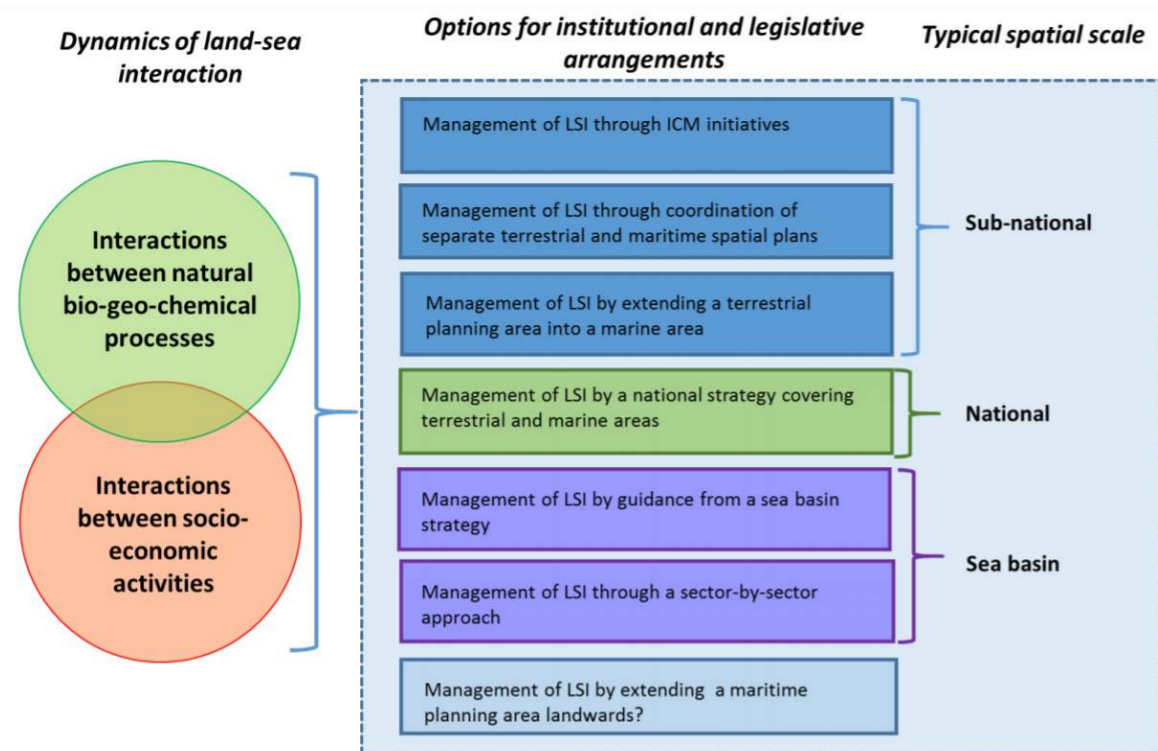 Dynamics of land-sea
interaction
Options for institutional and legislative
arrangements
Typical spatial scale
Interactions
between natural
bio-geo-chemical
processes
Interactions
between socio-
economic
activities
Management of LSI through ICM initiatives
Management of LSI through coordination of
separate terrestrial and maritime spatial plans
Management of LSI by extending a terrestrial
planning area into a marine area
Sub-national
Management of LSI by a national strategy covering
terrestrial and marine areas
National
Management of LSI by guidance from a sea basin
strategy
Management of LSI through a sector-by-sector
approach
Sea basin
Management of LSI by extending  a maritime
planning area landwards?